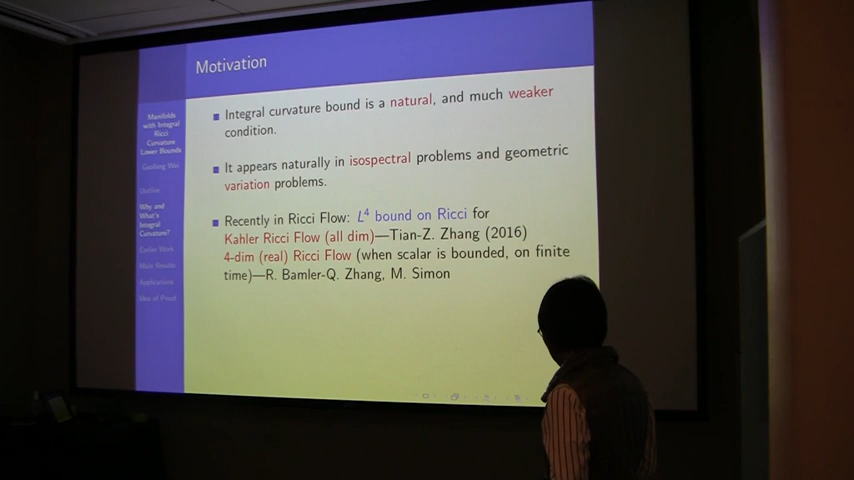 Motivation
Manifolds
with Integral
Ricci
Curvature
Lower Bounds
Guofang Wei
Outline
Why and
What's
Integral
Curvature?
Earlier Work
Main Results
Applications
Idea of Proof
Integral curvature bound is a natural, and much weaker
condition.
It appears naturally in isospectral problems and geometric
variation problems.
Recently in Ricci Flow: L⁴ bound on Ricci for
Kahler Ricci Flow (all dim)—Tian-Z. Zhang (2016)
4-dim (real) Ricci Flow (when scalar is bounded, on finite
time)—R. Bamler-Q. Zhang, M. Simon